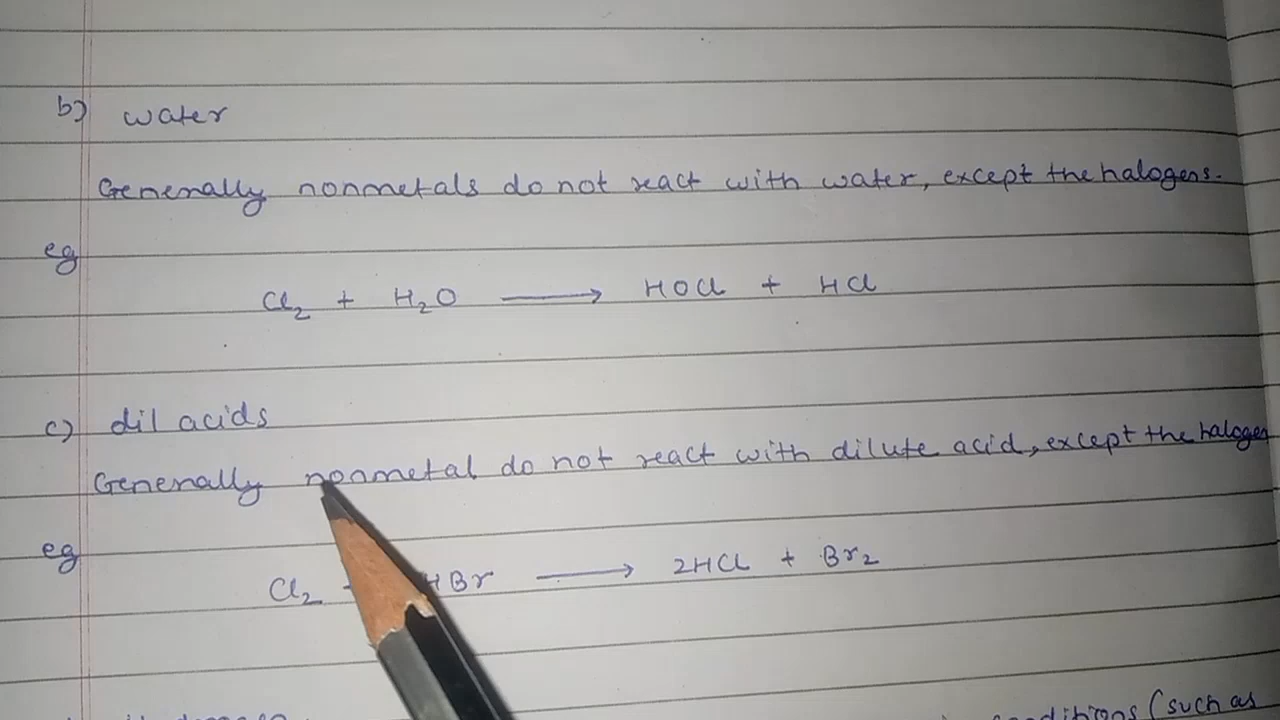 b) water
Generally nonmetals do not react with water, except the halogens.
eg
Cl₂ + H₂O ⟶ HOCl + HCl
c) dil acids
Generally nonmetal do not react with dilute acid, except the halogen
eg
Cl₂ + HBr ⟶ 2HCl + Br₂
(such as